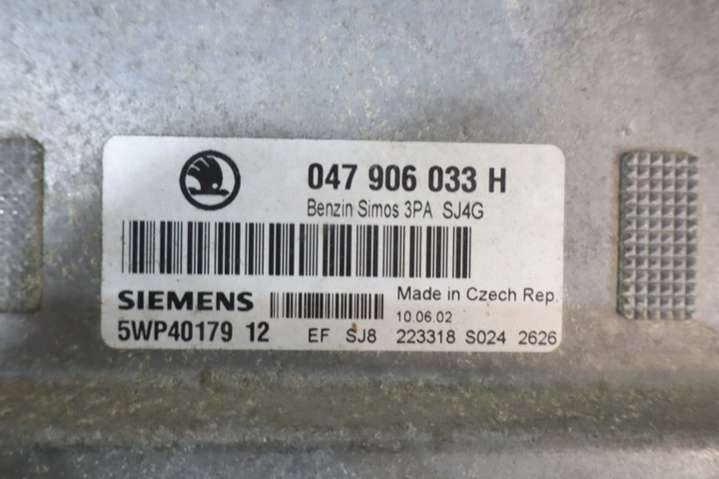 047 906 033 H
Benzin Simos 3PA SJ4G
SIEMENS
Made in Czech Rep.
10.06.02
5WP40179 12
EF SJ8 223318 S024 2626